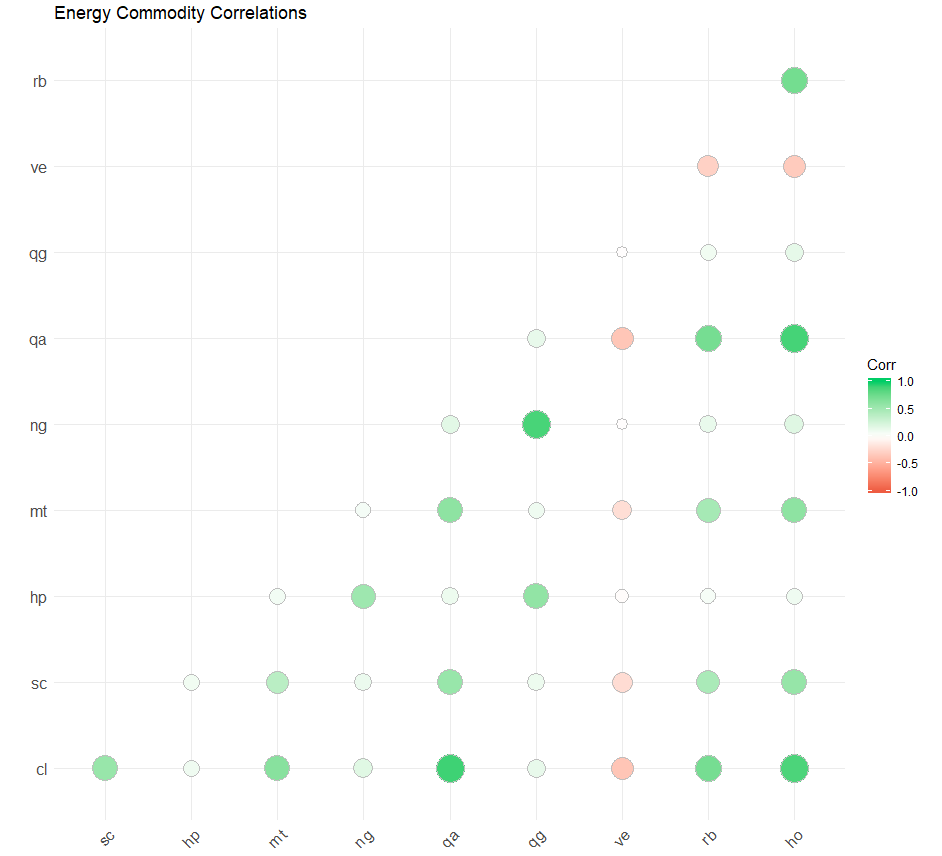 Energy Commodity Correlations
rb
ve
qg
qa
ng
mt
hp
sc
cl
sc
hp
mt
ng
qa
qg
ve
rb
ho
Corr
1.0
0.5
0.0
-0.5
-1.0